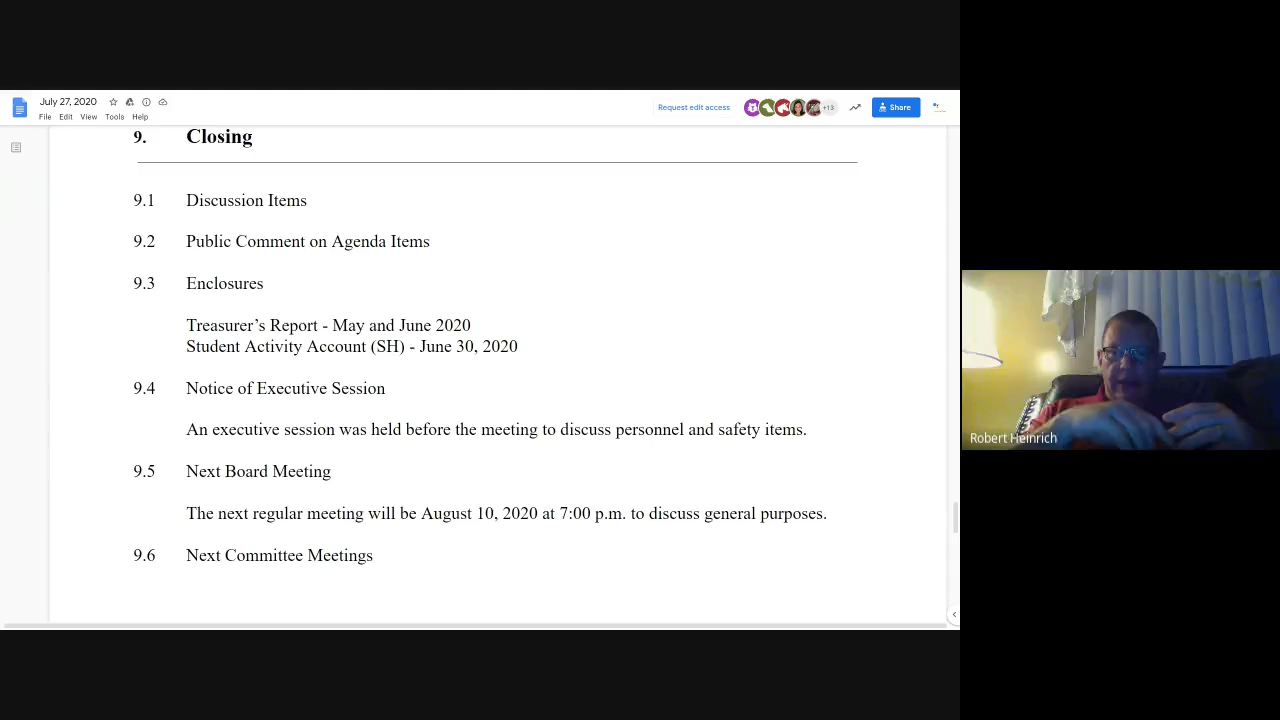 July 27, 2020
File Edit View Tools Help
Request edit access
+13
Share
9. Closing
9.1 Discussion Items
9.2 Public Comment on Agenda Items
9.3 Enclosures
Treasurer’s Report - May and June 2020
Student Activity Account (SH) - June 30, 2020
9.4 Notice of Executive Session
An executive session was held before the meeting to discuss personnel and safety items.
9.5 Next Board Meeting
The next regular meeting will be August 10, 2020 at 7:00 p.m. to discuss general purposes.
9.6 Next Committee Meetings
Robert Heinrich